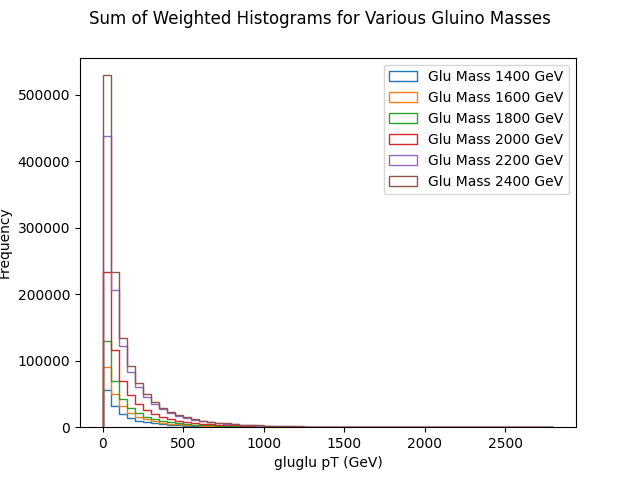 Sum of Weighted Histograms for Various Gluino Masses
Glu Mass 1400 GeV
Glu Mass 1600 GeV
Glu Mass 1800 GeV
Glu Mass 2000 GeV
Glu Mass 2200 GeV
Glu Mass 2400 GeV
Frequency
500000
400000
300000
200000
100000
0
0 500 1000 1500 2000 2500
gluglu pT (GeV)